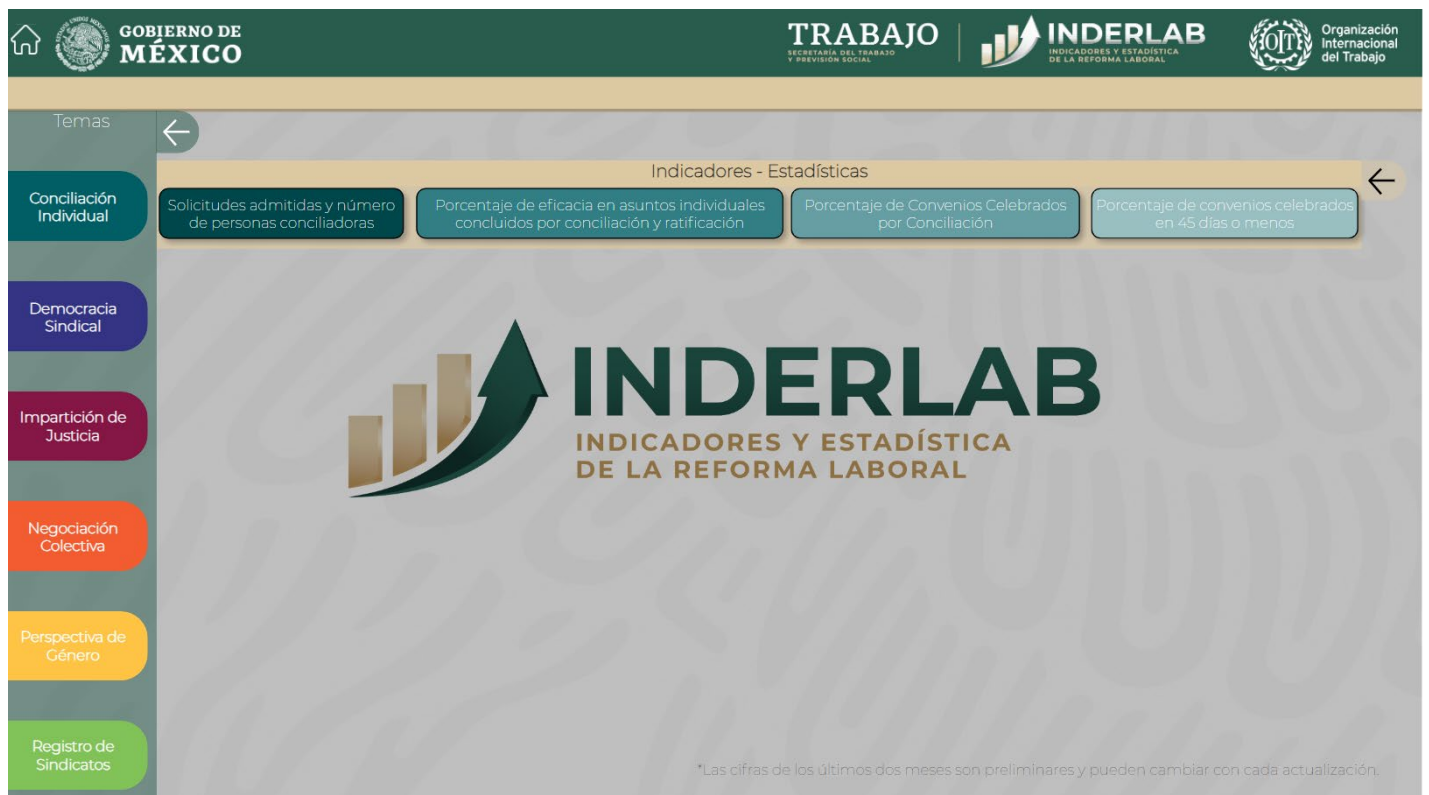 GOBIERNO DE
MÉXICO
TRABAJO
SECRETARÍA DEL TRABAJO
Y PREVISIÓN SOCIAL
INDERLAB
INDICADORES Y ESTADÍSTICA
DE LA REFORMA LABORAL
OIT
Organización
Internacional
del Trabajo
Temas
Conciliación
Individual
Democracia
Sindical
Impartición de
Justicia
Negociación
Colectiva
Perspectiva de
Género
Registro de
Sindicatos
Indicadores - Estadísticas
Solicitudes admitidas y número
de personas conciliadoras
Porcentaje de eficacia en asuntos individuales
concluidos por conciliación y ratificación
Porcentaje de Convenios Celebrados
por Conciliación
Porcentaje de convenios celebrados
en 45 días o menos
INDERLAB
INDICADORES Y ESTADÍSTICA
DE LA REFORMA LABORAL
*Las cifras de los últimos dos meses son preliminares y pueden cambiar con cada actualización.